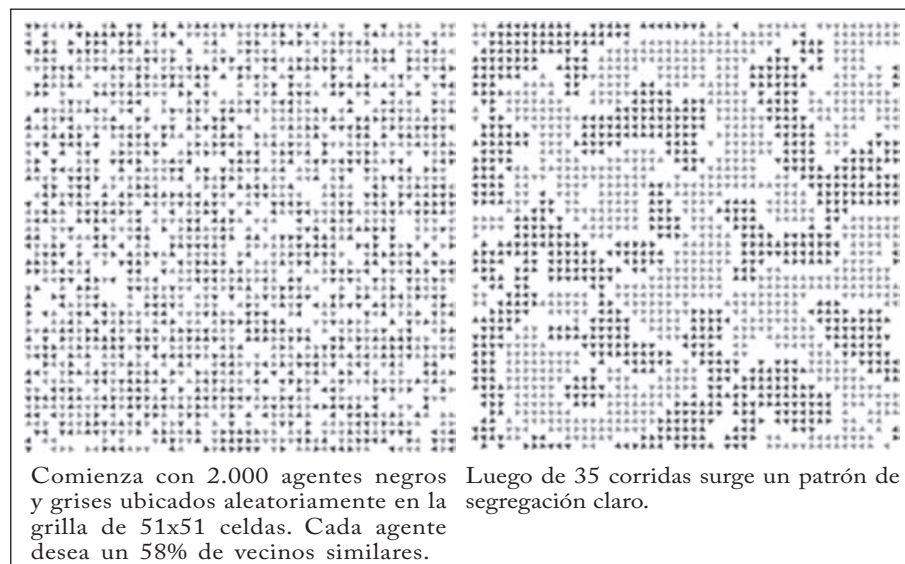 Comienza con 2.000 agentes negros
y grises ubicados aleatoriamente en la
grilla de 51x51 celdas. Cada agente
desea un 58% de vecinos similares.
Luego de 35 corridas surge un patrón de
segregación claro.